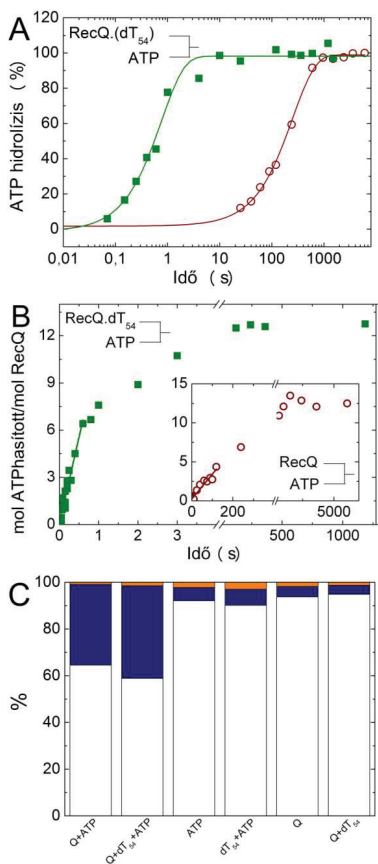 A
RecQ.(dT54)
ATP
ATP hidrolízis (%)
120
100
80
60
40
20
0
0,01 0,1 1 10 100 1000
Idő (s)
B
RecQ.dT54
ATP
mol ATPhasított/mol RecQ
12
9
6
3
0
0 1 2 3 500 1000
Idő (s)
15
10
5
0
0 200 5000
RecQ
ATP
C
%
100
80
60
40
20
0
Q+ATP
Q+dT54+ATP
ATP
dT54+ATP
Q
Q+dT54